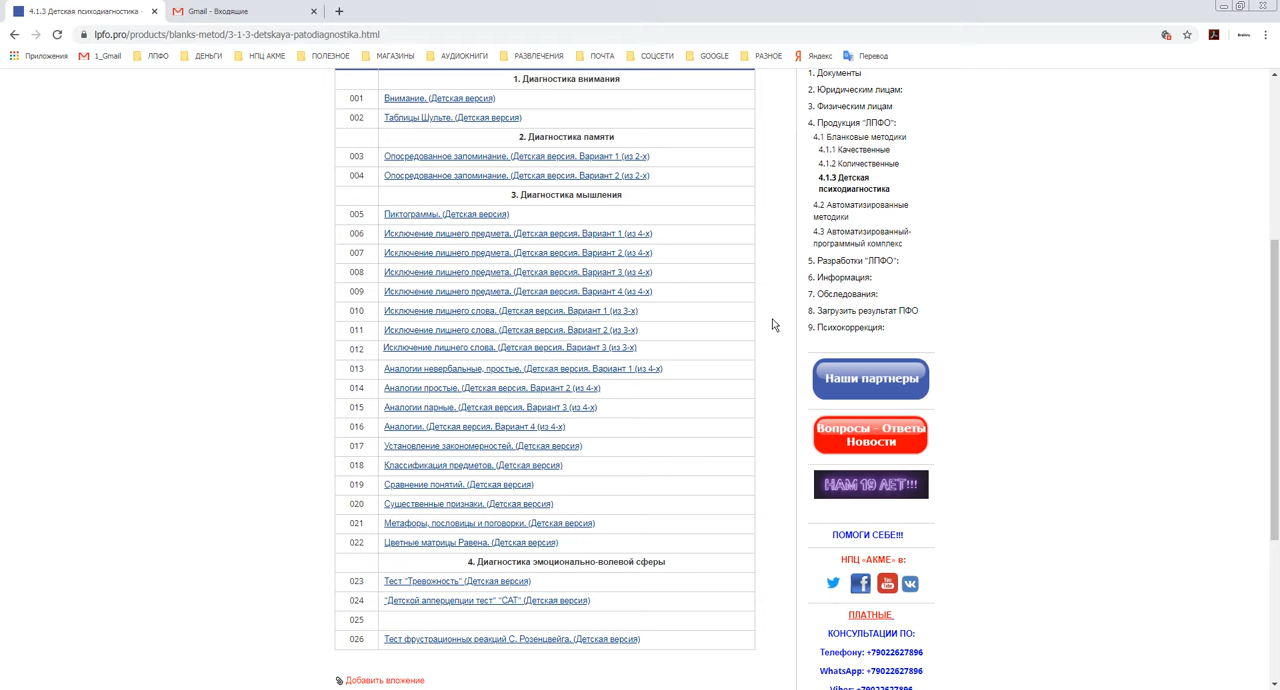 4.1.3 Детская психодиагностика -
Gmail - Входящие
lpfo.pro/products/blanks-metod/3-1-3-detskaya-patodiagnostika.html
Приложения 1_Gmail ЛПФО ДЕНЬГИ НПЦ АКМЕ ПОЛЕЗНОЕ МАГАЗИНЫ АУДИОКНИГИ РАЗВЛЕЧЕНИЯ ПОЧТА СОЦСЕТИ GOOGLE РАЗНОЕ Яндекс Перевод
1. Диагностика внимания
001 Внимание. (Детская версия)
002 Таблицы Шульте. (Детская версия)
2. Диагностика памяти
003 Опосредованное запоминание. (Детская версия. Вариант 1 (из 2-х)
004 Опосредованное запоминание. (Детская версия. Вариант 2 (из 2-х)
3. Диагностика мышления
005 Пиктограммы. (Детская версия)
006 Исключение лишнего предмета. (Детская версия. Вариант 1 (из 4-х)
007 Исключение лишнего предмета. (Детская версия. Вариант 2 (из 4-х)
008 Исключение лишнего предмета. (Детская версия. Вариант 3 (из 4-х)
009 Исключение лишнего предмета. (Детская версия. Вариант 4 (из 4-х)
010 Исключение лишнего слова. (Детская версия. Вариант 1 (из 3-х)
011 Исключение лишнего слова. (Детская версия. Вариант 2 (из 3-х)
012 Исключение лишнего слова. (Детская версия. Вариант 3 (из 3-х)
013 Аналогии невербальные, простые. (Детская версия. Вариант 1 (из 4-х)
014 Аналогии простые. (Детская версия. Вариант 2 (из 4-х)
015 Аналогии парные. (Детская версия. Вариант 3 (из 4-х)
016 Аналогии. (Детская версия. Вариант 4 (из 4-х)
017 Установление закономерностей. (Детская версия)
018 Классификация предметов. (Детская версия)
019 Сравнение понятий. (Детская версия)
020 Существенные признаки. (Детская версия)
021 Метафоры, пословицы и поговорки. (Детская версия)
022 Цветные матрицы Равена. (Детская версия)
4. Диагностика эмоционально-волевой сферы
023 Тест "Тревожность" (Детская версия)
024 "Детской апперцепции тест" "САТ" (Детская версия)
025
026 Тест фрустрационных реакций С. Розенцвейга. (Детская версия)
Добавить вложение
1. Документы
2. Юридическим лицам:
3. Физическим лицам
4. Продукция "ЛПФО":
4.1 Бланковые методики
4.1.1 Качественные
4.1.2 Количественные
4.1.3 Детская
психодиагностика
4.2 Автоматизированные
методики
4.3 Автоматизированный-
программный комплекс
5. Разработки "ЛПФО":
6. Информация:
7. Обследования:
8. Загрузить результат ПФО
9. Психокоррекция:
Наши партнеры
Вопросы - Ответы
Новости
НАМ 19 ЛЕТ!!!
ПОМОГИ СЕБЕ!!!
НПЦ «АКМЕ» в:
You
ПЛАТНЫЕ
КОНСУЛЬТАЦИИ ПО:
Телефону: +79022627896
WhatsApp: +79022627896
Viber: +79022627896